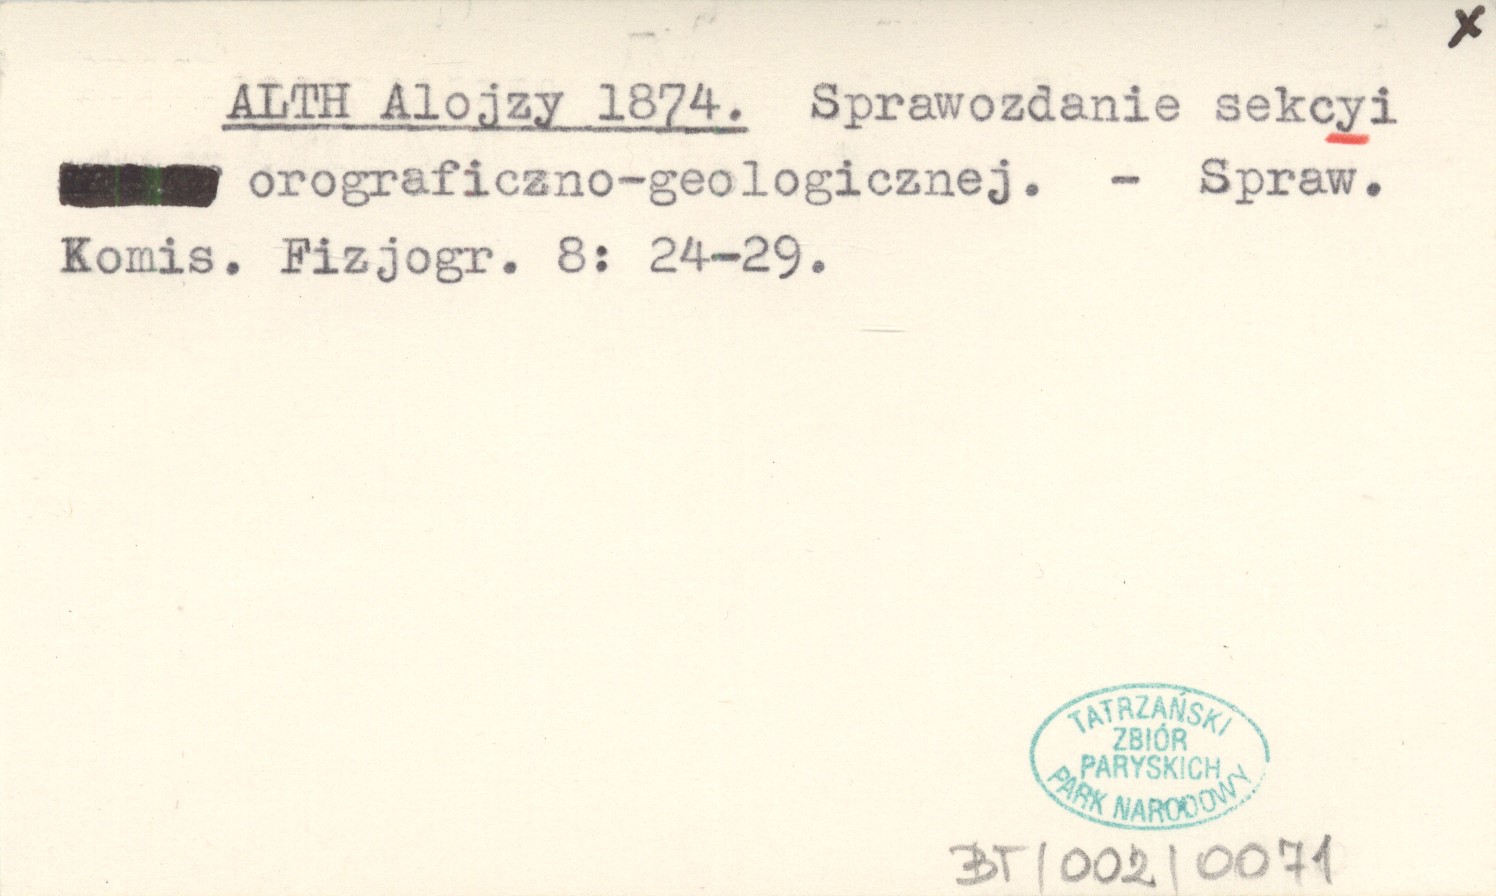 x
ALTH Alojzy 1874. Sprawozdanie sekcyi
orograficzno-geologicznej. - Spraw.
Komis. Fizjogr. 8: 24-29.
TATRZAŃSKI
ZBIÓR
PARYSKICH
PARK NARODOWY
BT/002/0071